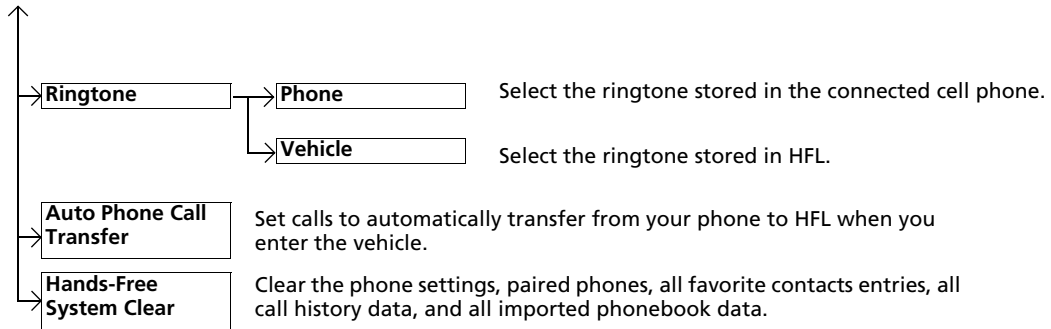 Ringtone
Phone
Select the ringtone stored in the connected cell phone.
Vehicle
Select the ringtone stored in HFL.
Auto Phone Call
Transfer
Set calls to automatically transfer from your phone to HFL when you
enter the vehicle.
Hands-Free
System Clear
Clear the phone settings, paired phones, all favorite contacts entries, all
call history data, and all imported phonebook data.